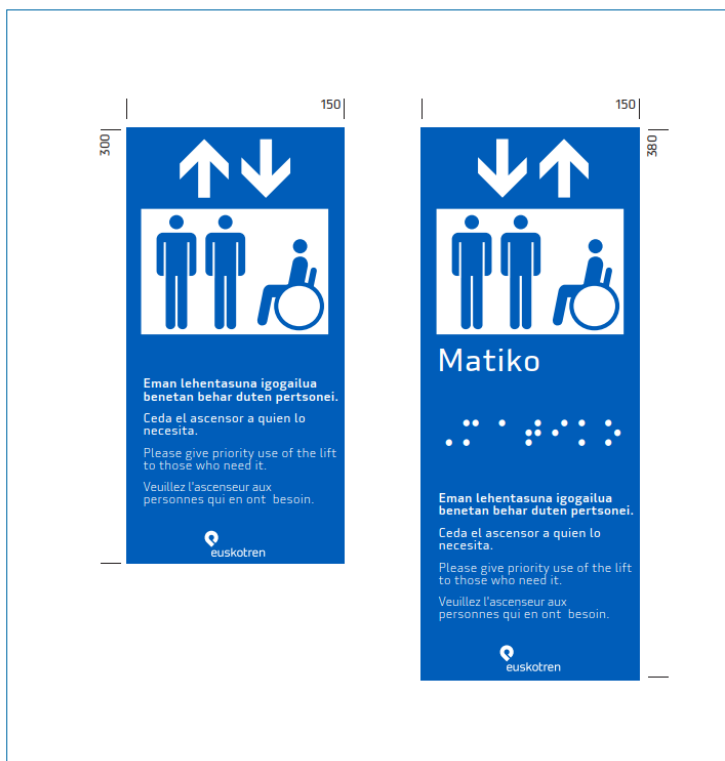 150
300
Eman lehentasuna igogailua
benetan behar duten pertsonei.
Ceda el ascensor a quien lo
necesita.
Please give priority use of the lift
to those who need it.
Veuillez l'ascenseur aux
personnes qui en ont besoin.
euskotren
150
380
Matiko
⠠⠍⠁⠞⠊⠅⠕
Eman lehentasuna igogailua
benetan behar duten pertsonei.
Ceda el ascensor a quien lo
necesita.
Please give priority use of the lift
to those who need it.
Veuillez l'ascenseur aux
personnes qui en ont besoin.
euskotren